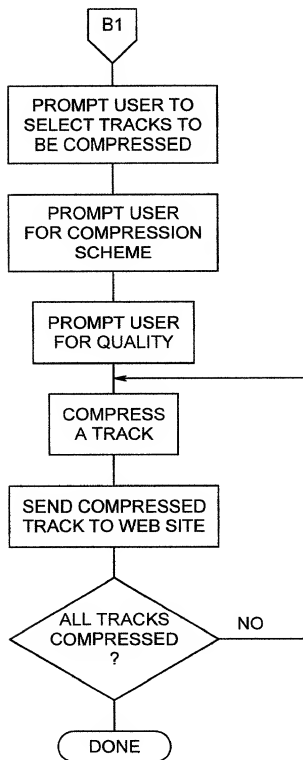 B1
PROMPT USER TO
SELECT TRACKS TO
BE COMPRESSED
PROMPT USER
FOR COMPRESSION
SCHEME
PROMPT USER
FOR QUALITY
COMPRESS
A TRACK
SEND COMPRESSED
TRACK TO WEB SITE
ALL TRACKS
COMPRESSED
?
NO
DONE